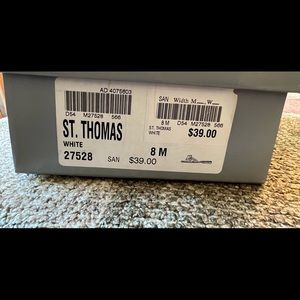 AD 4075603
D54 M27528 566
ST. THOMAS
WHITE
27528 SAN $39.00
8 M
SAN Width M W
D54 M27528 566
8 M ST. THOMAS
WHITE
$39.00